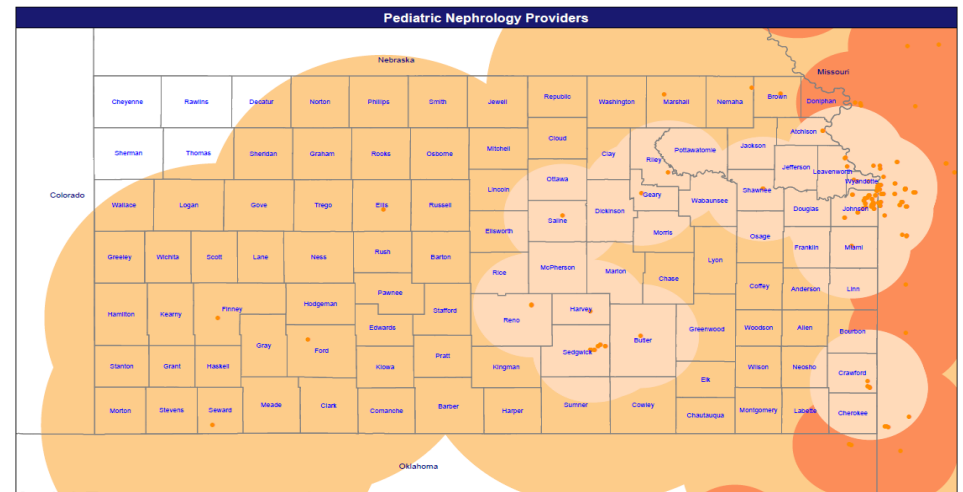 Pediatric Nephrology Providers
Nebraska
Missouri
Cheyenne Rawlins Decatur Norton Phillips Smith Jewell Republic Washington Marshall Nemaha Brown Doniphan
Cloud Atchison
Sherman Thomas Sheridan Graham Rooks Osborne Mitchell Clay Riley Pottawatomie Jackson Jefferson Leavenworth
Ottawa Wyandotte
Colorado
Wallace Logan Gove Trego Ellis Russell Lincoln Dickinson Geary Wabaunsee Shawnee Douglas Johnson
Saline
Ellsworth Morris Osage Franklin Miami
Greeley Wichita Scott Lane Ness Rush Barton Rice McPherson Marion Chase Lyon
Coffey Anderson Linn
Pawnee
Hamilton Kearny Finney Hodgeman Stafford Reno Harvey
Edwards Greenwood Woodson Allen Bourbon
Gray Ford Sedgwick Butler
Stanton Grant Haskell Kiowa Pratt Kingman Elk Wilson Neosho Crawford
Morton Stevens Seward Meade Clark Comanche Barber Harper Sumner Cowley Chautauqua Montgomery Labette Cherokee
Oklahoma